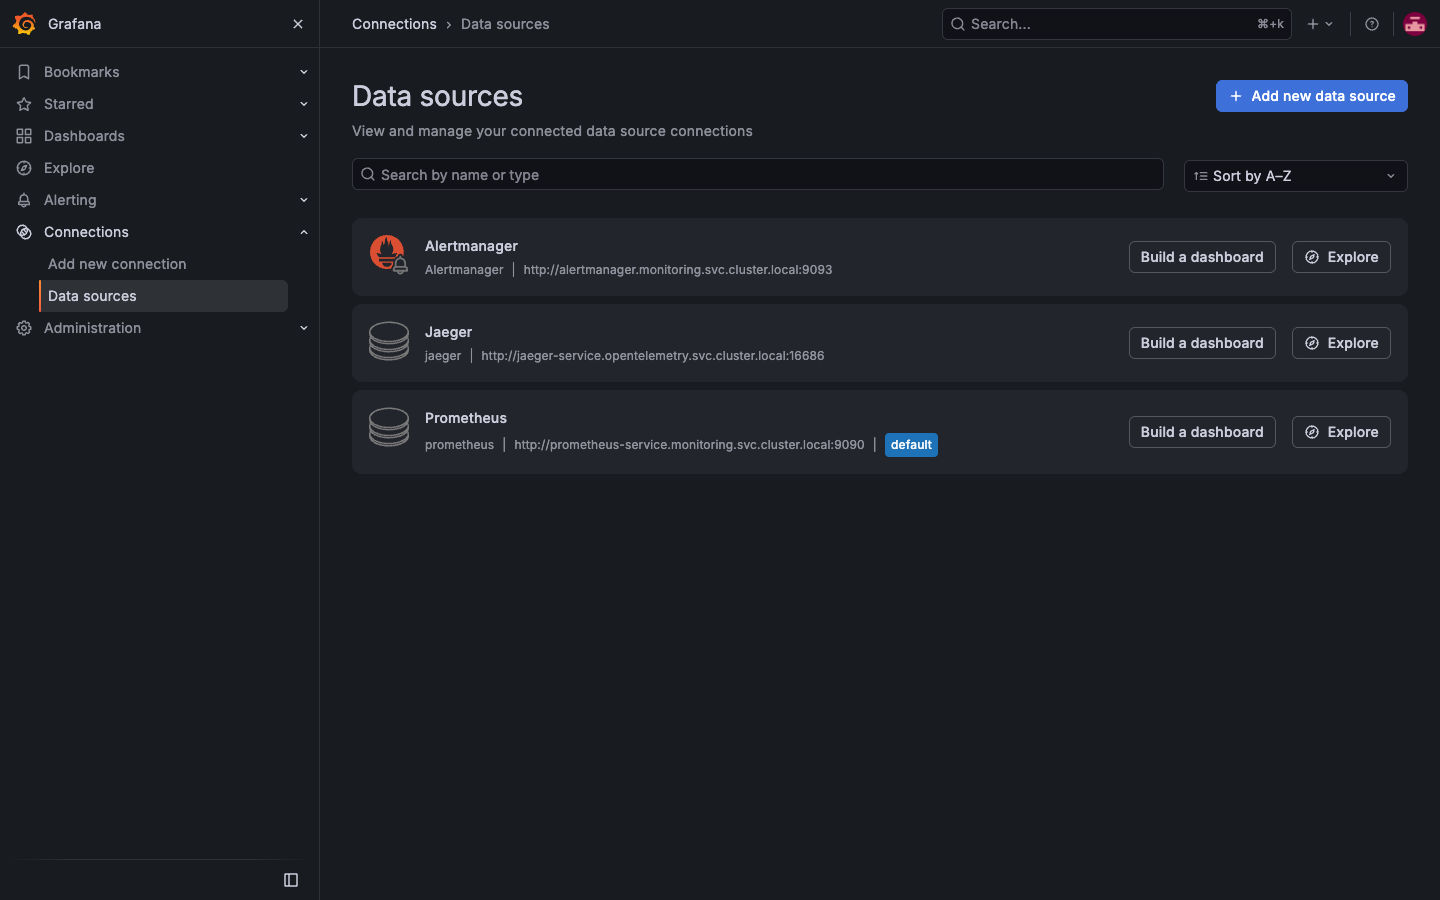 Grafana
Connections › Data sources
Search... ⌘+k
Bookmarks
Starred
Dashboards
Explore
Alerting
Connections
Add new connection
Data sources
Administration
Data sources
Add new data source
View and manage your connected data source connections
Search by name or type
Sort by A–Z
Alertmanager
Alertmanager | http://alertmanager.monitoring.svc.cluster.local:9093
Build a dashboard
Explore
Jaeger
jaeger | http://jaeger-service.opentelemetry.svc.cluster.local:16686
Build a dashboard
Explore
Prometheus
prometheus | http://prometheus-service.monitoring.svc.cluster.local:9090 | default
Build a dashboard
Explore